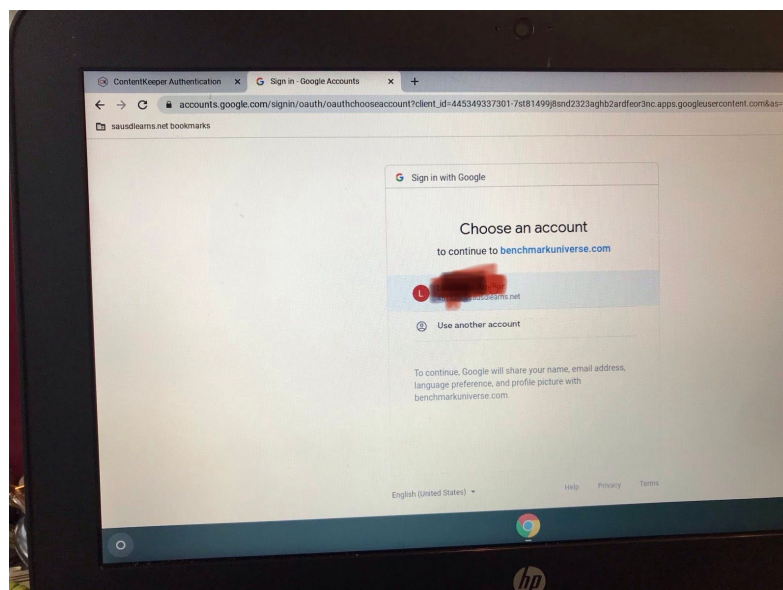 ContentKeeper Authentication
Sign in - Google Accounts
accounts.google.com/signin/oauth/oauthchooseaccount?client_id=445349337301-7st81499j8snd2323aghb2ardfeor3nc.apps.googleusercontent.com&as=
sausdlearns.net bookmarks
G Sign in with Google
Choose an account
to continue to benchmarkuniverse.com
L
sausdlearns.net
Use another account
To continue, Google will share your name, email address,
language preference, and profile picture with
benchmarkuniverse.com.
English (United States)
Help Privacy Terms
hp